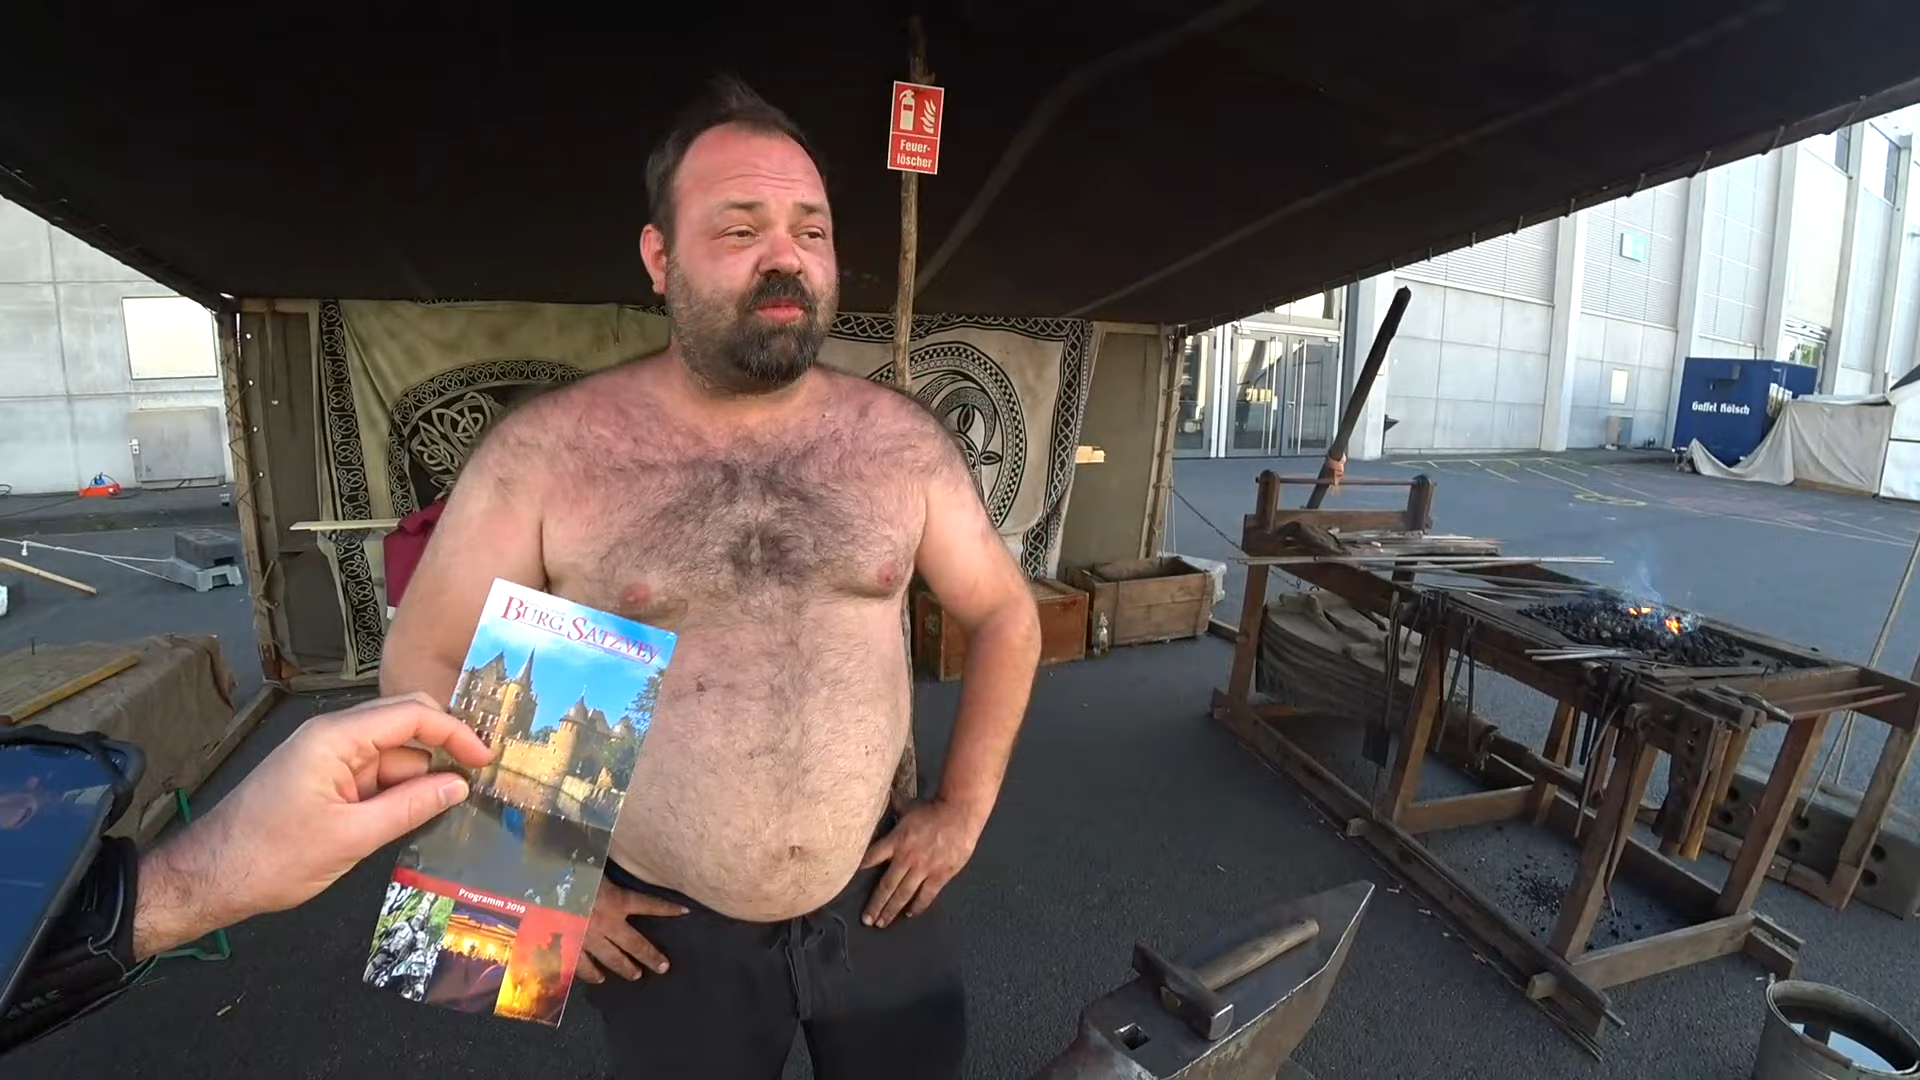 Feuer-
löscher
Gaffel Kölsch
BURG SATZVEY
Programm 2019